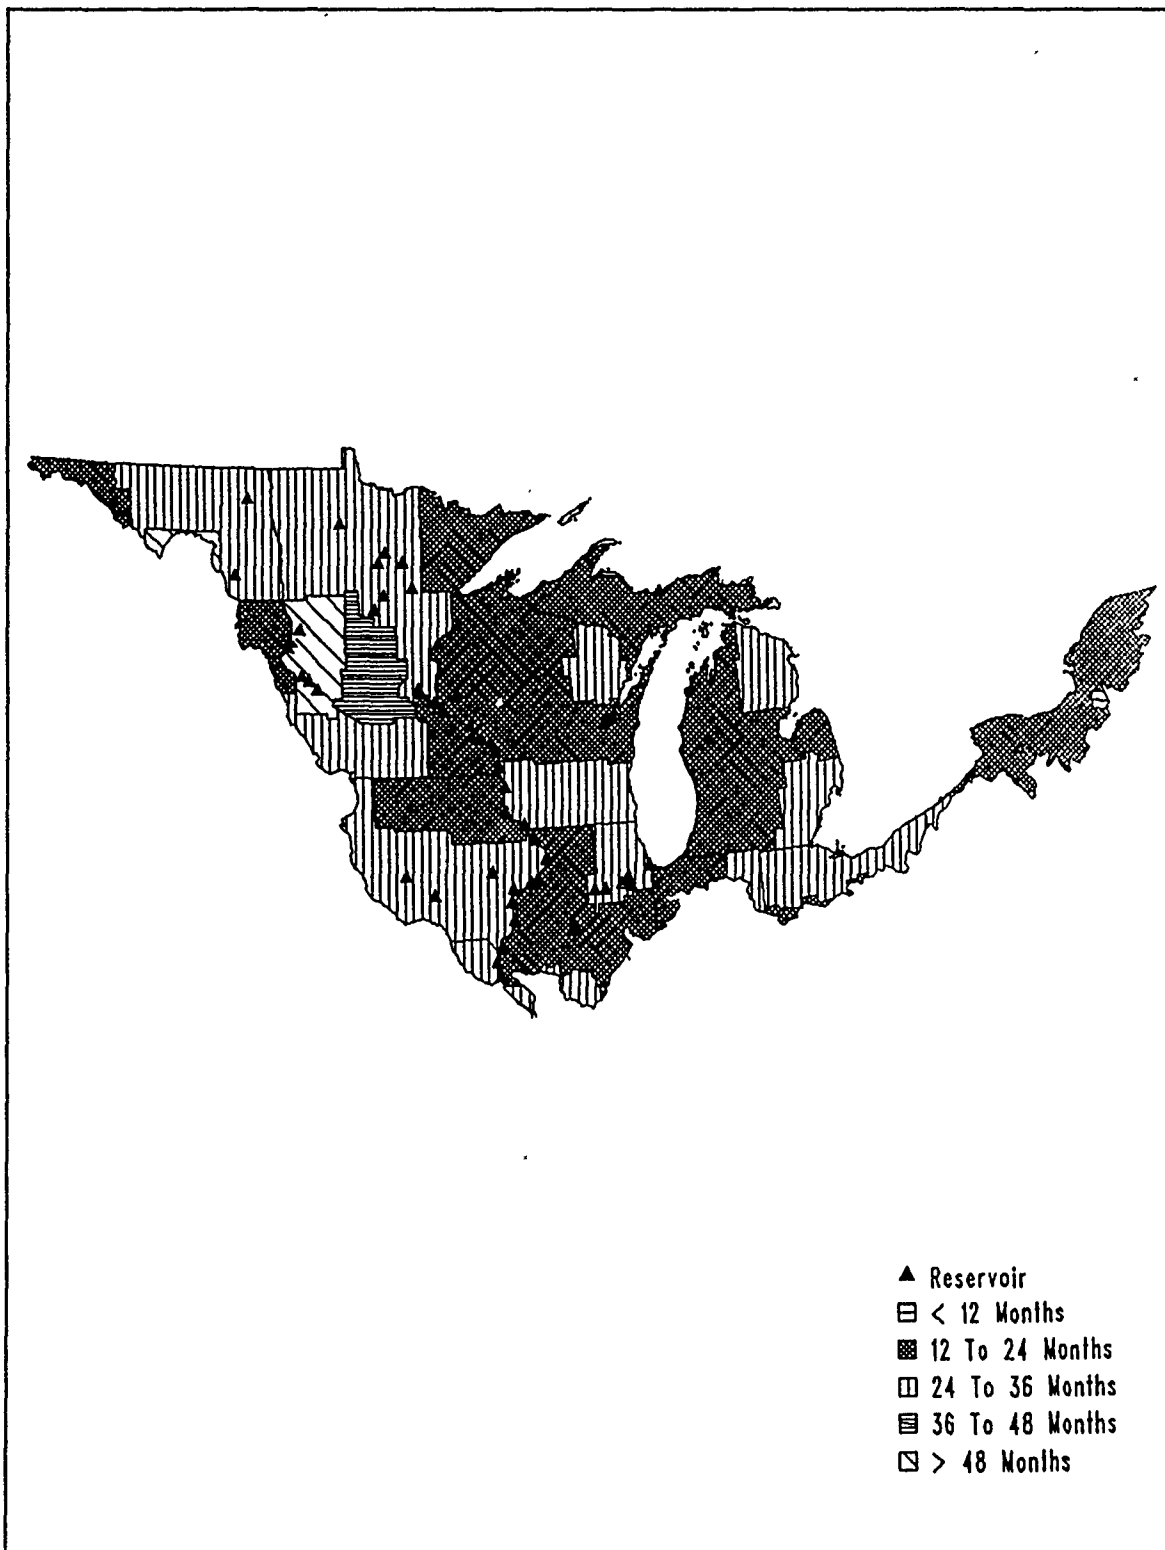 Reservoir
< 12 Months
12 To 24 Months
24 To 36 Months
36 To 48 Months
> 48 Months